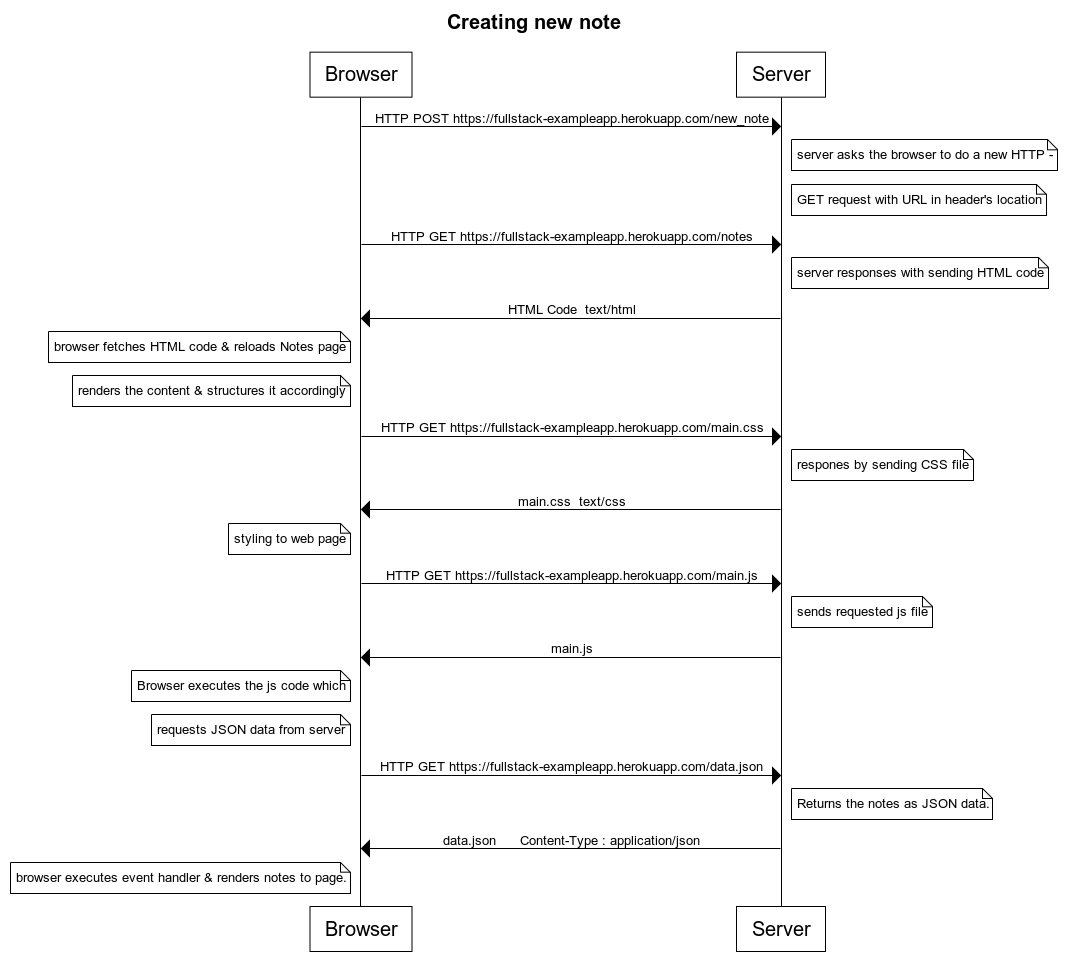 Creating new note
Browser
Server
HTTP POST https://fullstack-exampleapp.herokuapp.com/new_note
server asks the browser to do a new HTTP -
GET request with URL in header's location
HTTP GET https://fullstack-exampleapp.herokuapp.com/notes
server responses with sending HTML code
HTML Code  text/html
browser fetches HTML code & reloads Notes page
renders the content & structures it accordingly
HTTP GET https://fullstack-exampleapp.herokuapp.com/main.css
respones by sending CSS file
main.css  text/css
styling to web page
HTTP GET https://fullstack-exampleapp.herokuapp.com/main.js
sends requested js file
main.js
Browser executes the js code which
requests JSON data from server
HTTP GET https://fullstack-exampleapp.herokuapp.com/data.json
Returns the notes as JSON data.
data.json      Content-Type : application/json
browser executes event handler & renders notes to page.
Browser
Server